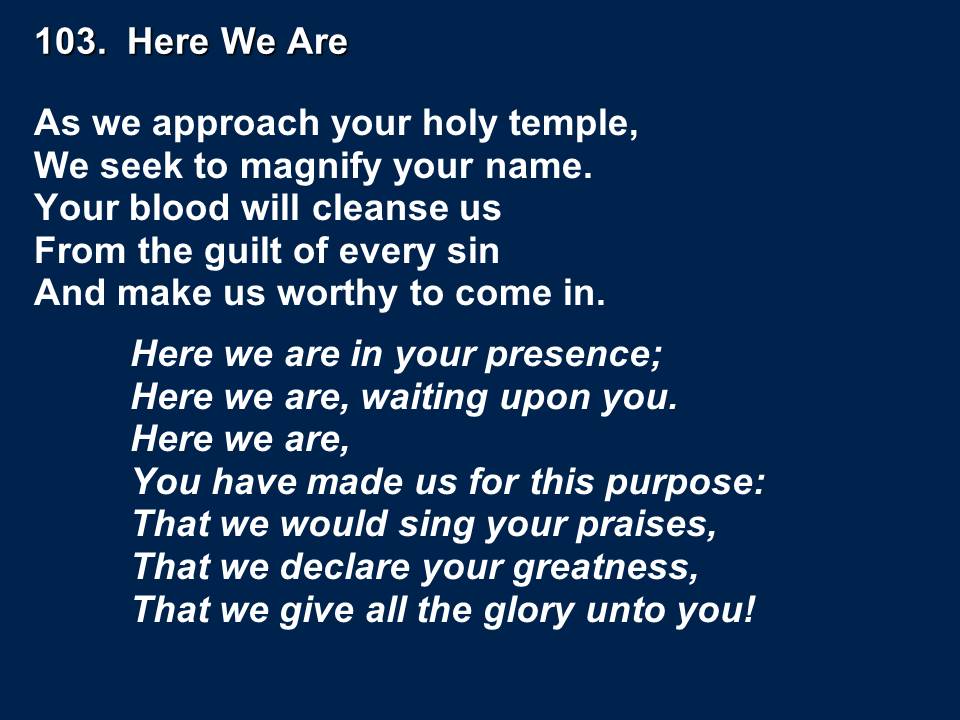 103.  Here We Are
As we approach your holy temple,
We seek to magnify your name.
Your blood will cleanse us
From the guilt of every sin
And make us worthy to come in.
Here we are in your presence;
Here we are, waiting upon you.
Here we are,
You have made us for this purpose:
That we would sing your praises,
That we declare your greatness,
That we give all the glory unto you!